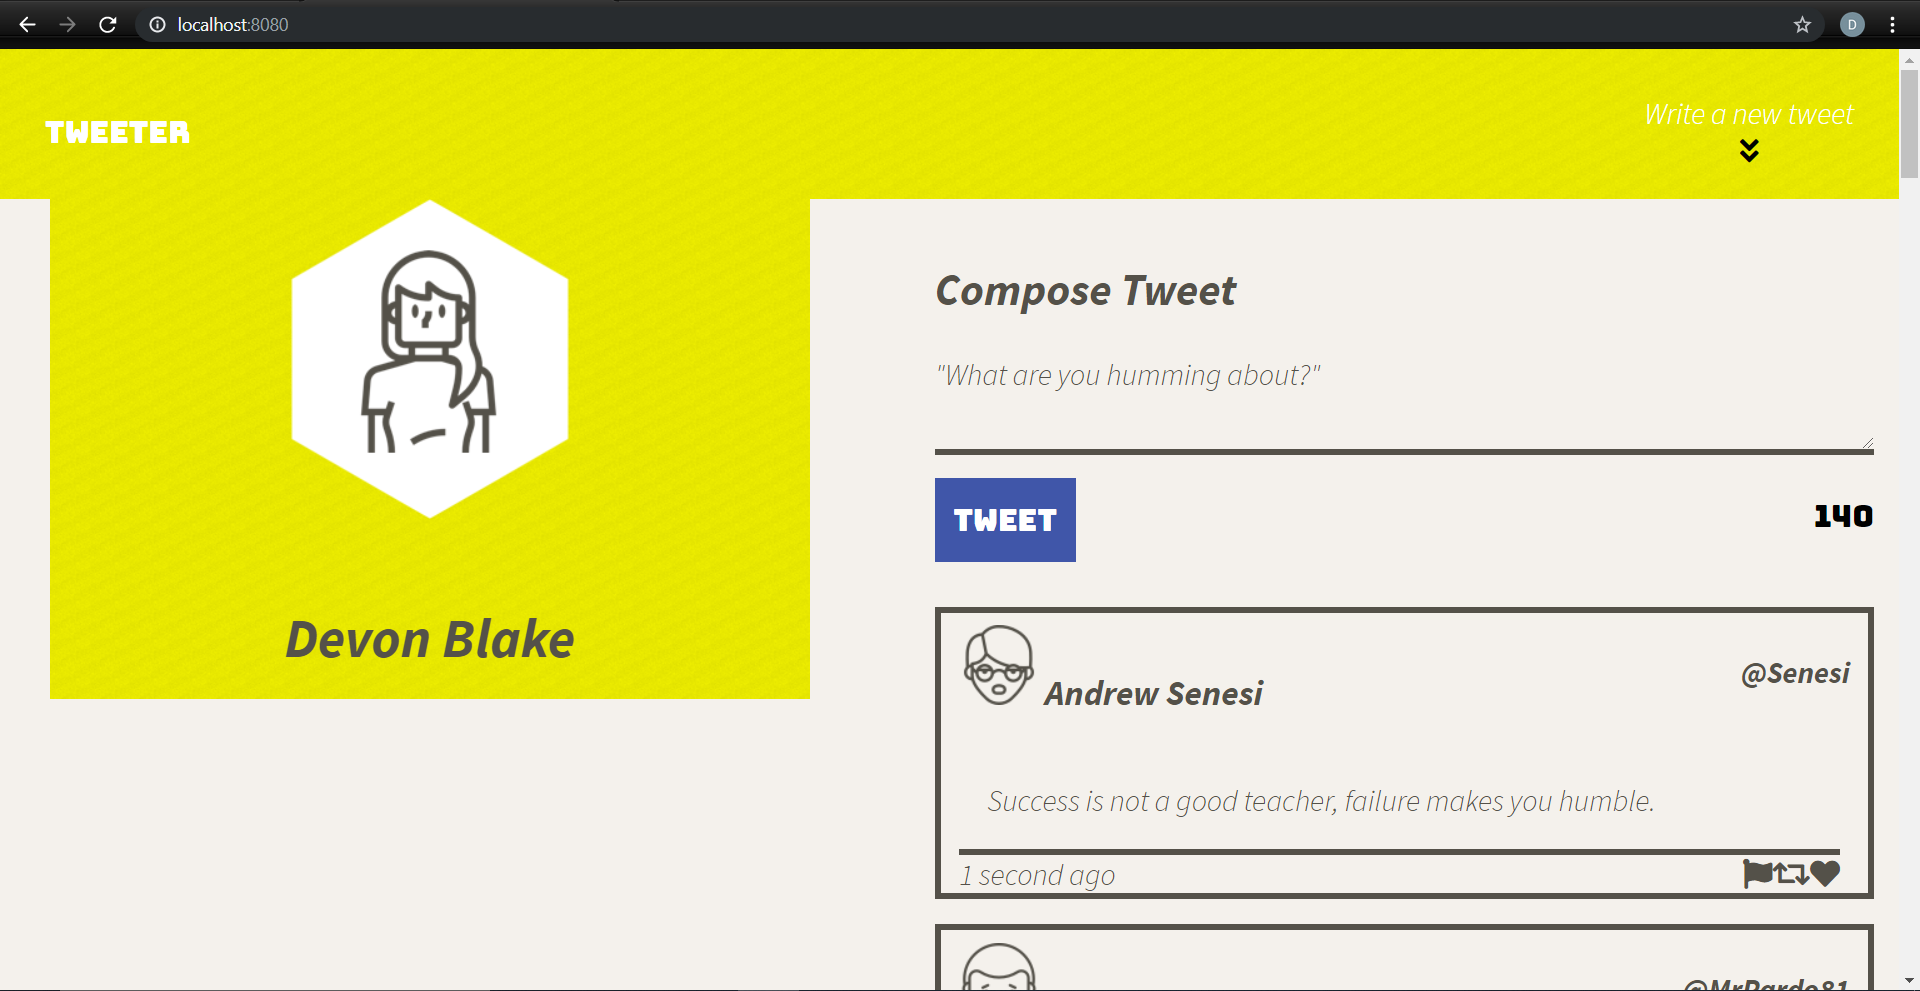 localhost:8080
D
TWEETER
Write a new tweet
Devon Blake
Compose Tweet
"What are you humming about?"
TWEET
140
Andrew Senesi
@Senesi
Success is not a good teacher, failure makes you humble.
1 second ago
@MrPardo81